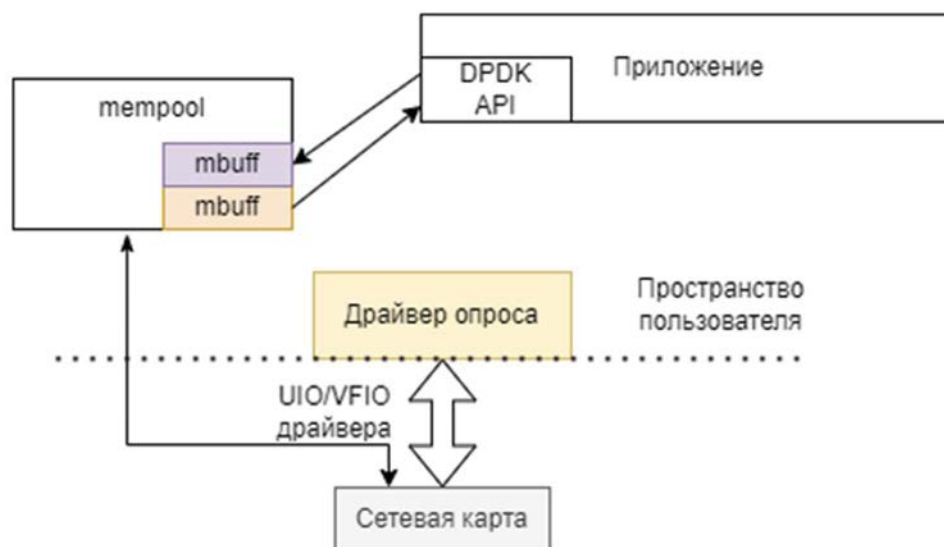 mempool
mbuff
mbuff
DPDK
API
Приложение
Драйвер опроса
Пространство
пользователя
UIO/VFIO
драйвера
Сетевая карта